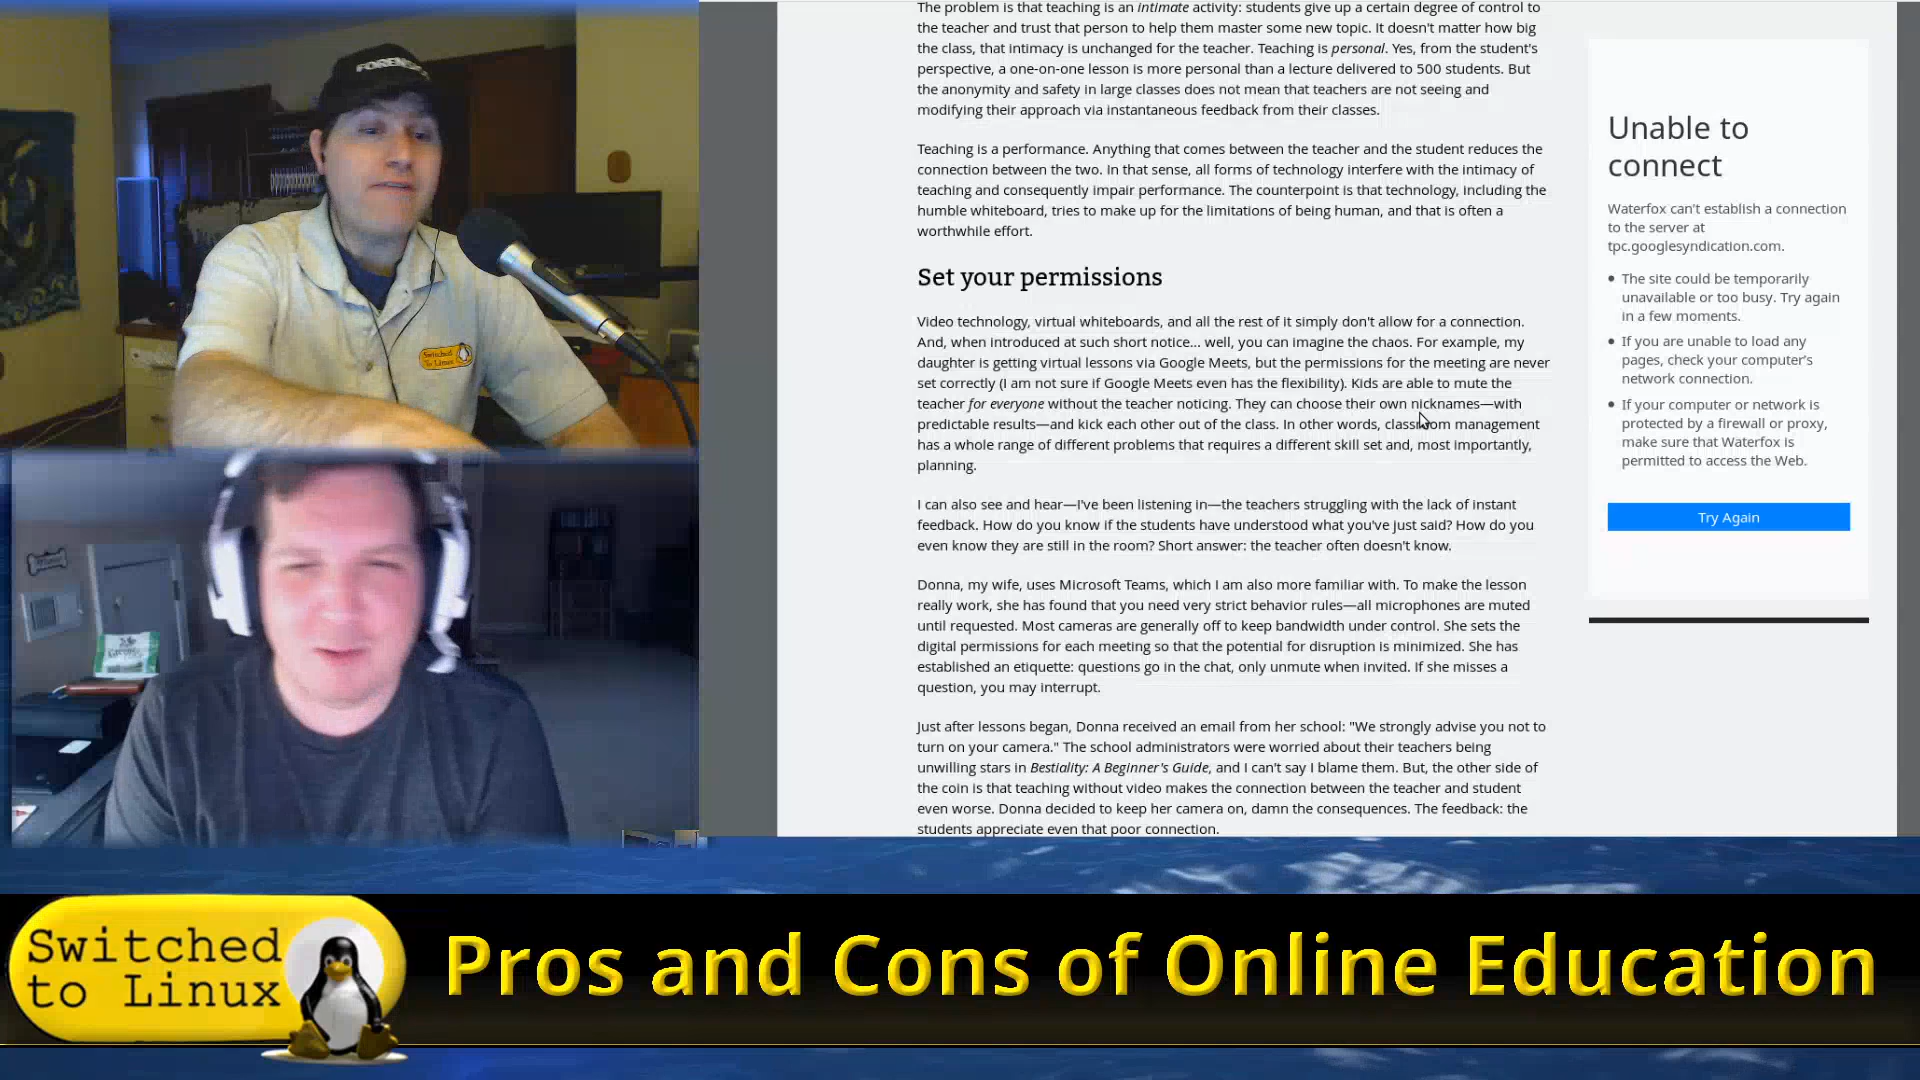 FORENSIC
Switched
To Linux
The problem is that teaching is an intimate activity: students give up a certain degree of control to
the teacher and trust that person to help them master some new topic. It doesn't matter how big
the class, that intimacy is unchanged for the teacher. Teaching is personal. Yes, from the student's
perspective, a one-on-one lesson is more personal than a lecture delivered to 500 students. But
the anonymity and safety in large classes does not mean that teachers are not seeing and
modifying their approach via instantaneous feedback from their classes.
Teaching is a performance. Anything that comes between the teacher and the student reduces the
connection between the two. In that sense, all forms of technology interfere with the intimacy of
teaching and consequently impair performance. The counterpoint is that technology, including the
humble whiteboard, tries to make up for the limitations of being human, and that is often a
worthwhile effort.
Set your permissions
Video technology, virtual whiteboards, and all the rest of it simply don't allow for a connection.
And, when introduced at such short notice... well, you can imagine the chaos. For example, my
daughter is getting virtual lessons via Google Meets, but the permissions for the meeting are never
set correctly (I am not sure if Google Meets even has the flexibility). Kids are able to mute the
teacher for everyone without the teacher noticing. They can choose their own nicknames—with
predictable results—and kick each other out of the class. In other words, classroom management
has a whole range of different problems that requires a different skill set and, most importantly,
planning.
I can also see and hear—I've been listening in—the teachers struggling with the lack of instant
feedback. How do you know if the students have understood what you've just said? How do you
even know they are still in the room? Short answer: the teacher often doesn't know.
Donna, my wife, uses Microsoft Teams, which I am also more familiar with. To make the lesson
really work, she has found that you need very strict behavior rules—all microphones are muted
until requested. Most cameras are generally off to keep bandwidth under control. She sets the
digital permissions for each meeting so that the potential for disruption is minimized. She has
established an etiquette: questions go in the chat, only unmute when invited. If she misses a
question, you may interrupt.
Just after lessons began, Donna received an email from her school: "We strongly advise you not to
turn on your camera." The school administrators were worried about their teachers being
unwilling stars in Bestiality: A Beginner's Guide, and I can't say I blame them. But, the other side of
the coin is that teaching without video makes the connection between the teacher and student
even worse. Donna decided to keep her camera on, damn the consequences. The feedback: the
students appreciate even that poor connection.
Unable to
connect
Waterfox can't establish a connection
to the server at
tpc.googlesyndication.com.
The site could be temporarily
unavailable or too busy. Try again
in a few moments.
If you are unable to load any
pages, check your computer's
network connection.
If your computer or network is
protected by a firewall or proxy,
make sure that Waterfox is
permitted to access the Web.
Try Again
Switched
to Linux
Pros and Cons of Online Education